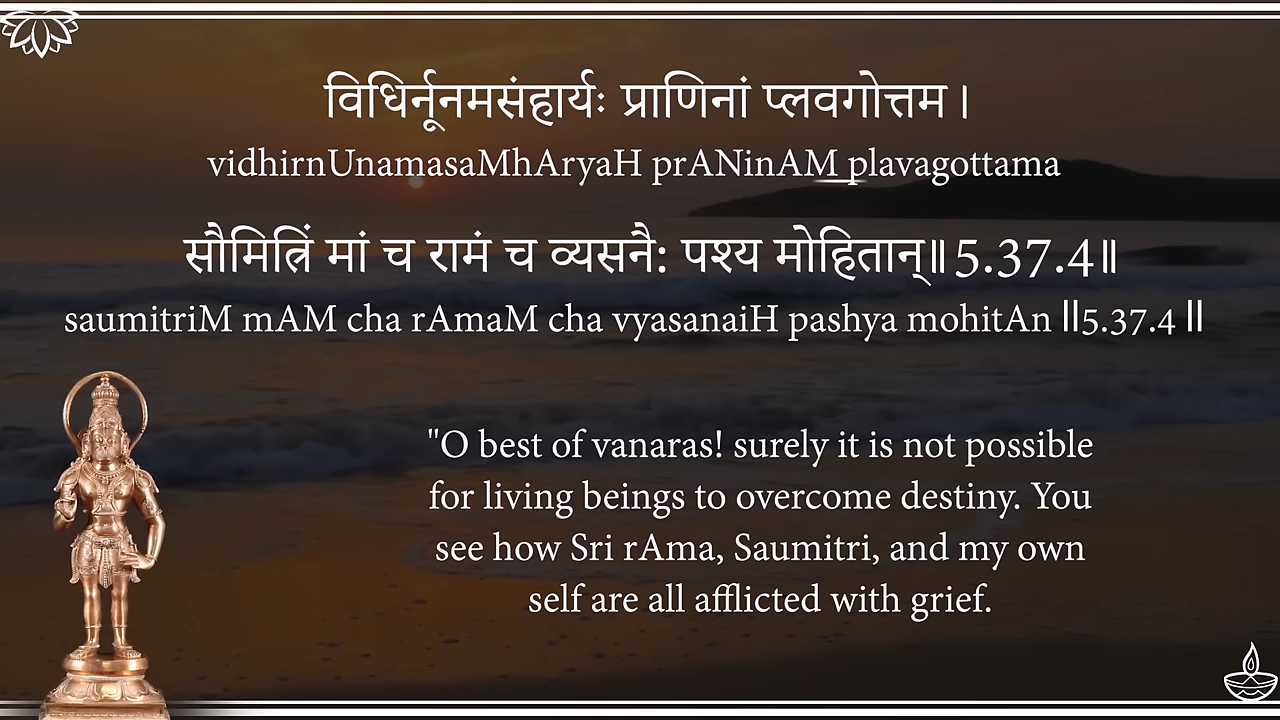 विधिर्नूनमसंहार्यः प्राणिनां प्लवगोत्तम।
vidhirnUnamasaMhAryaH prANinAM plavagottama
सौमित्रिं मां च रामं च व्यसनै: पश्य मोहितान्॥5.37.4॥
saumitriM mAM cha rAmaM cha vyasanaiH pashya mohitAn ॥5.37.4 ॥
"O best of vanaras! surely it is not possible
for living beings to overcome destiny. You
see how Sri rAma, Saumitri, and my own
self are all afflicted with grief.